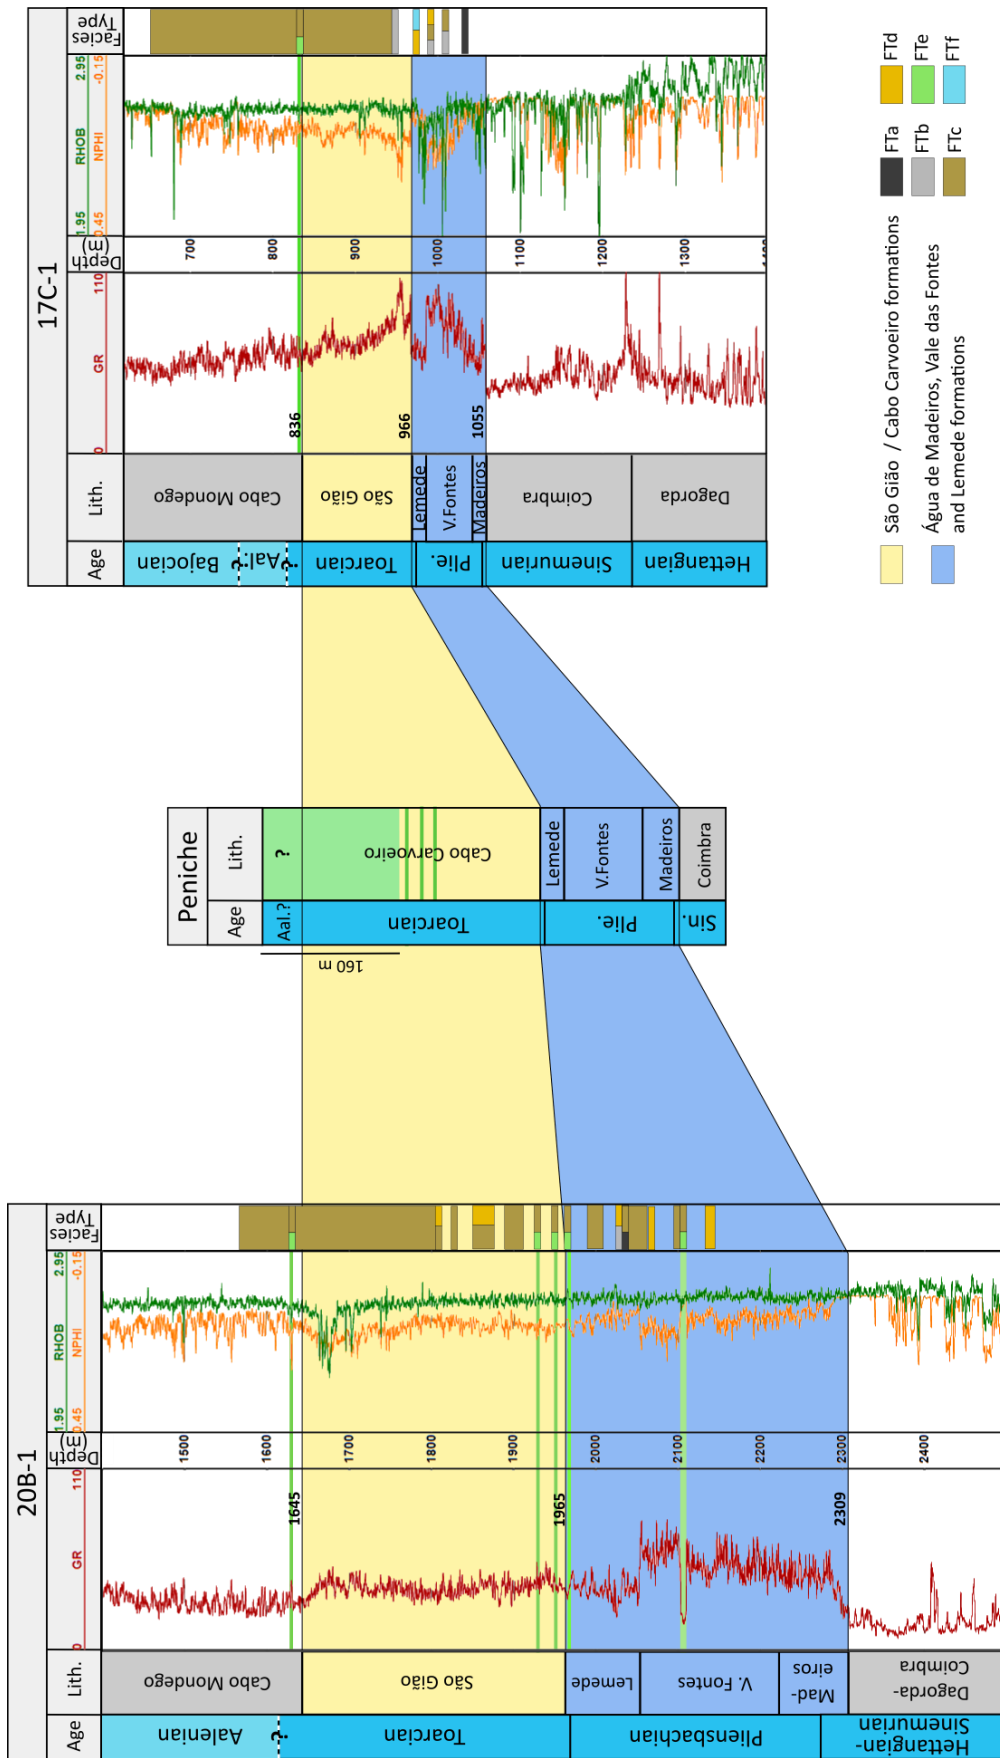 20B-1
Age
Lith.
GR
0
110
Depth
(m)
1.95
RHOB
2.95
0.45
NPHI
-0.15
Facies
Type
Aalenian
?
Toarcian
Pliensbachian
Hettangian-
Sinemurian
Cabo Mondego
São Gião
Lemede
V. Fontes
Mad-
eiros
Dagorda-
Coimbra
1645
1965
2309
1500
1600
1700
1800
1900
2000
2100
2200
2300
2400
Peniche
Age
Lith.
Aal.?
Toarcian
Plie.
Sin.
?
Cabo Carvoeiro
Lemede
V.Fontes
Madeiros
Coimbra
160 m
17C-1
Age
Lith.
GR
0
110
Depth
(m)
1.95
RHOB
2.95
0.45
NPHI
-0.15
Facies
Type
Bajocian
Aal.
?
?
Toarcian
Plie.
Sinemurian
Hettangian
Cabo Mondego
São Gião
Lemede
V.Fontes
Madeiros
Coimbra
Dagorda
836
966
1055
700
800
900
1000
1100
1200
1300
São Gião / Cabo Carvoeiro formations
Água de Madeiros, Vale das Fontes
and Lemede formations
FTa
FTb
FTc
FTd
FTe
FTf